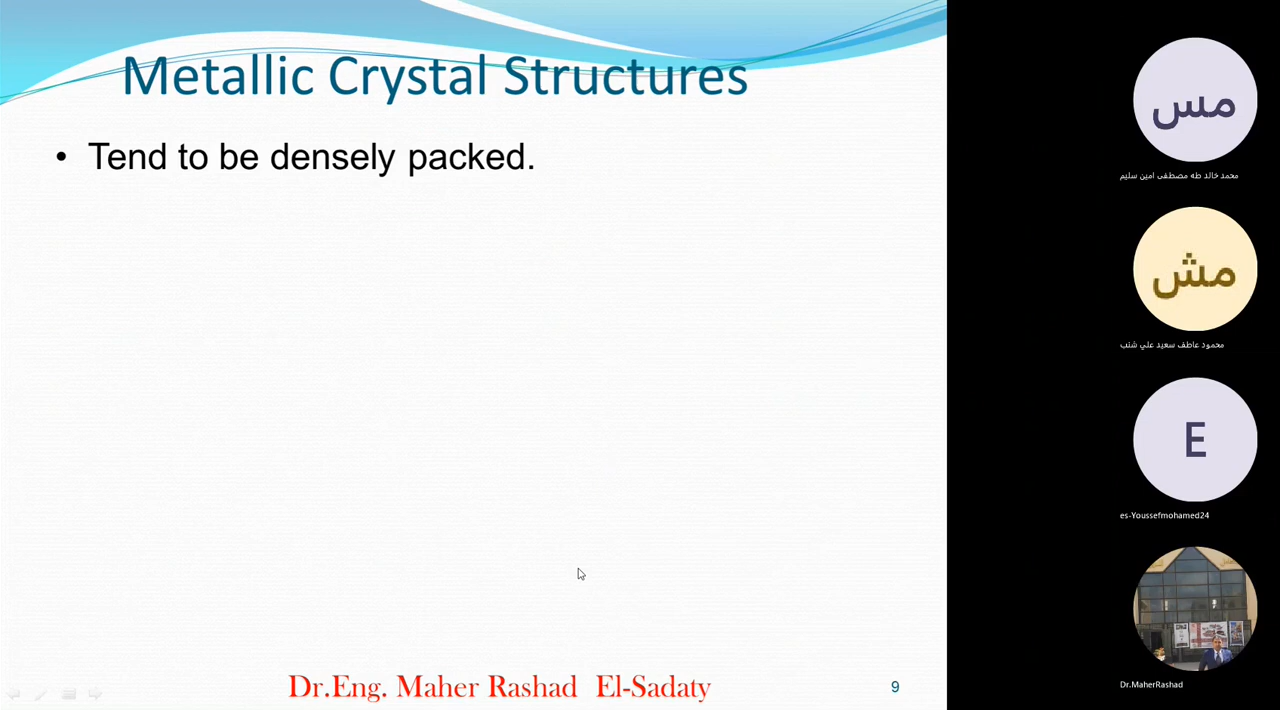 Metallic Crystal Structures
• Tend to be densely packed.
Dr.Eng. Maher Rashad El-Sadaty
9
مس
محمد خالد طه مصطفى امين سليم
مش
محمود عاطف سعيد علي شنب
E
es-Youssefmohamed24
Dr.MaherRashad